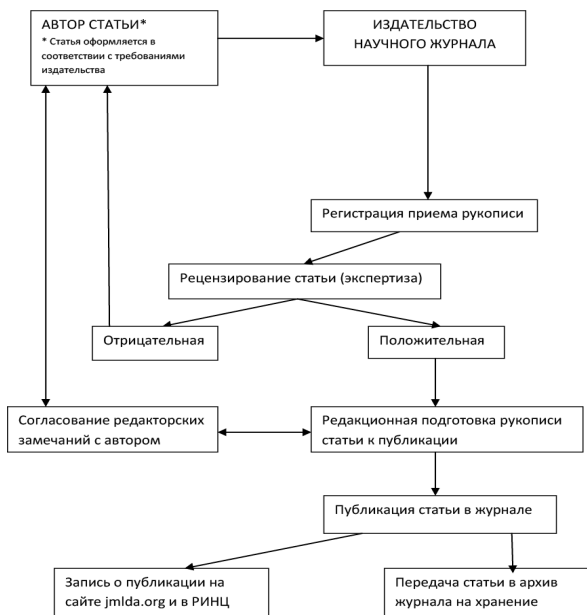 АВТОР СТАТЬИ*
* Статья оформляется в
соответствии с требованиями
издательства
ИЗДАТЕЛЬСТВО
НАУЧНОГО ЖУРНАЛА
Регистрация приема рукописи
Рецензирование статьи (экспертиза)
Отрицательная
Положительная
Согласование редакторских
замечаний с автором
Редакционная подготовка рукописи
статьи к публикации
Публикация статьи в журнале
Запись о публикации на
сайте jmlda.org и в РИНЦ
Передача статьи в архив
журнала на хранение